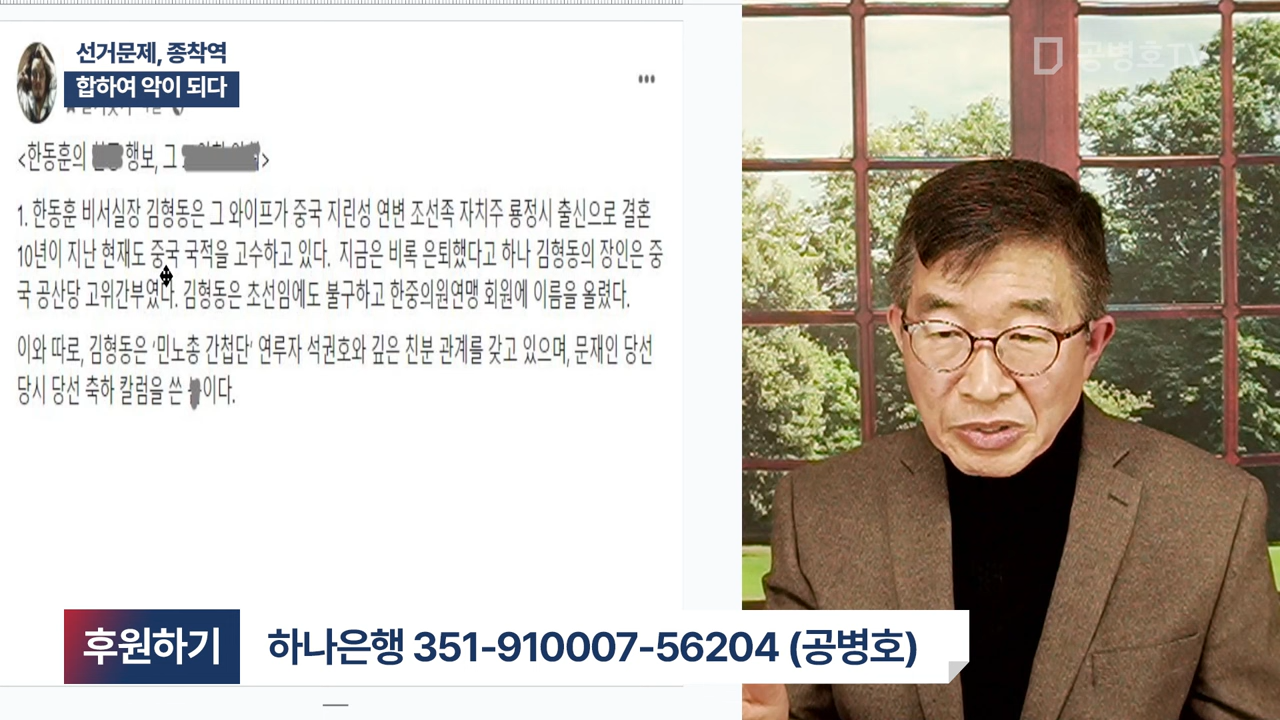 선거문제, 종착역
합하여 악이 되다
공병호TV
<한동훈의 행보, 그 >
1. 한동훈 비서실장 김형동은 그 와이프가 중국 지린성 연변 조선족 자치주 룡정시 출신으로 결혼
10년이 지난 현재도 중국 국적을 고수하고 있다. 지금은 비록 은퇴했다고 하나 김형동의 장인은 중
국 공산당 고위간부였다. 김형동은 초선임에도 불구하고 한중의원연맹 회원에 이름을 올렸다.
이와 따로, 김형동은 '민노총 간첩단' 연루자 석권호와 깊은 친분 관계를 갖고 있으며, 문재인 당선
당시 당선 축하 칼럼을 쓴 이다.
후원하기
하나은행 351-910007-56204 (공병호)